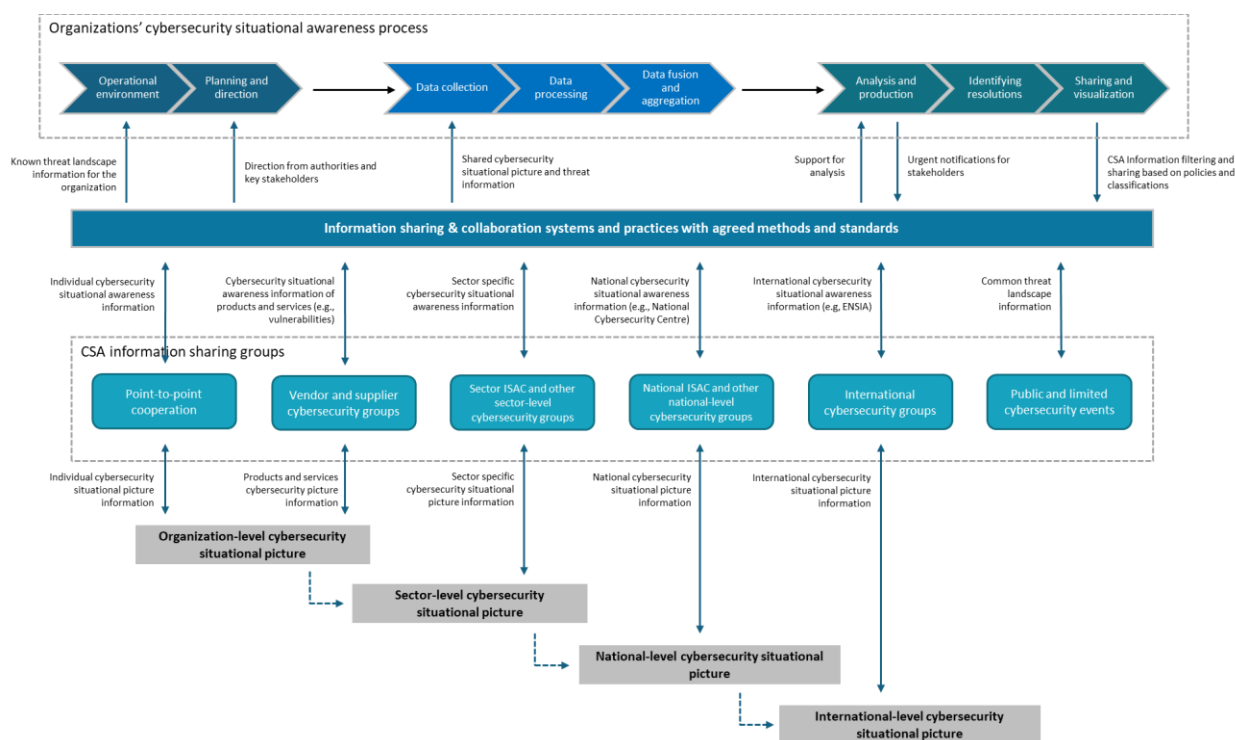 Organizations' cybersecurity situational awareness process
Operational
environment
Planning and
direction
Data collection
Data
processing
Data fusion
and
aggregation
Analysis and
production
Identifying
resolutions
Sharing and
visualization
Known threat landscape
information for the
organization
Direction from authorities and
key stakeholders
Shared cybersecurity
situational picture and threat
information
Support for
analysis
Urgent notifications for
stakeholders
CSA Information filtering and
sharing based on policies and
classifications
Information sharing & collaboration systems and practices with agreed methods and standards
Individual cybersecurity
situational awareness
information
Cybersecurity situational
awareness information of
products and services (e.g.,
vulnerabilities)
Sector specific
cybersecurity situational
awareness information
National cybersecurity
situational awareness
information (e.g., National
Cybersecurity Centre)
International cybersecurity
situational awareness
information (e.g, ENSIA)
Common threat
landscape
information
CSA information sharing groups
Point-to-point
cooperation
Vendor and supplier
cybersecurity groups
Sector ISAC and other
sector-level
cybersecurity groups
National ISAC and other
national-level
cybersecurity groups
International
cybersecurity groups
Public and limited
cybersecurity events
Individual cybersecurity
situational picture
information
Products and services
cybersecurity picture
information
Sector specific
cybersecurity situational
picture information
National cybersecurity
situational picture
information
International cybersecurity
situational picture
information
Organization-level cybersecurity
situational picture
Sector-level cybersecurity
situational picture
National-level cybersecurity situational
picture
International-level cybersecurity
situational picture